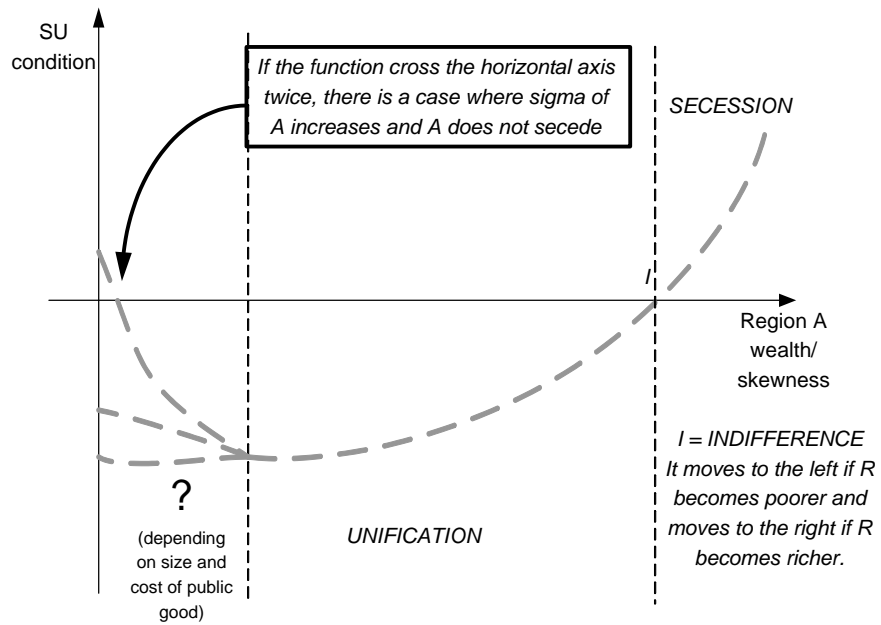 SU
condition
If the function cross the horizontal axis
twice, there is a case where sigma of
A increases and A does not secede
SECESSION
I
Region A
wealth/
skewness
I = INDIFFERENCE
It moves to the left if R
becomes poorer and
moves to the right if R
becomes richer.
?
(depending
on size and
cost of public
good)
UNIFICATION